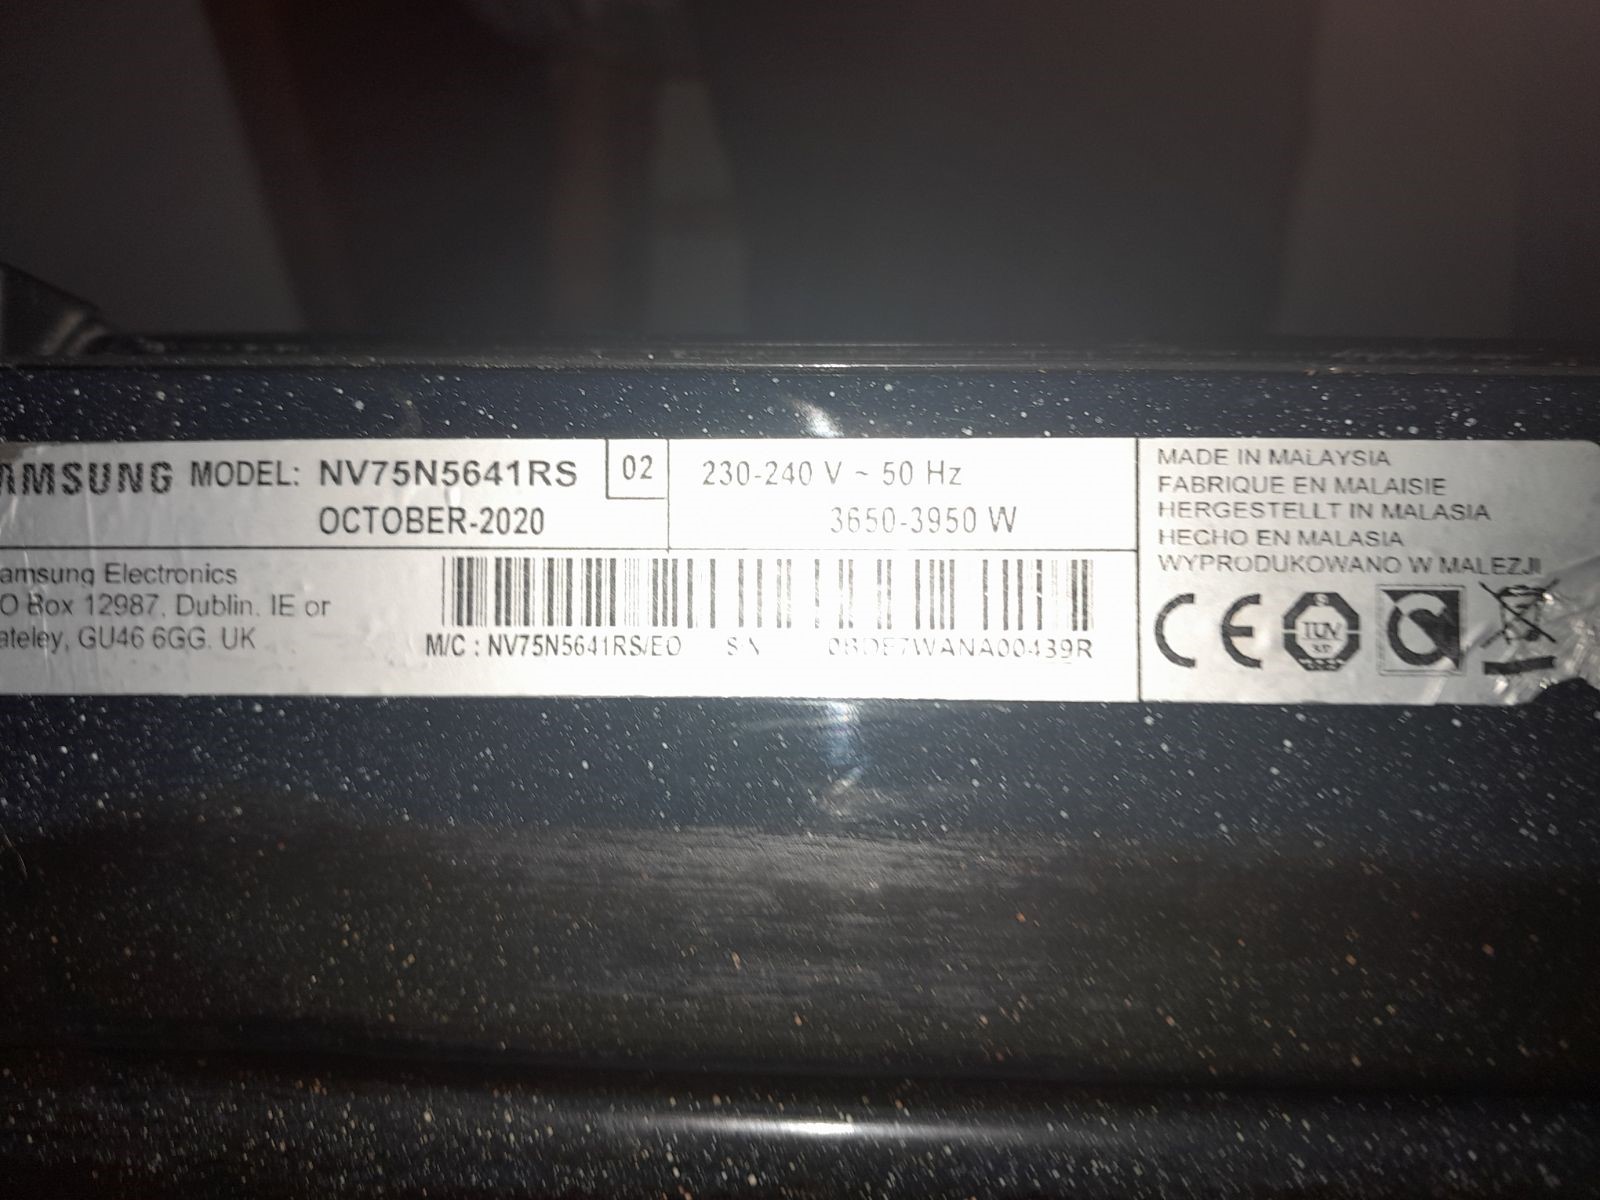 AMSUNG MODEL: NV75N5641RS 02
OCTOBER-2020
230-240 V ~ 50 Hz
3650-3950 W
amsung Electronics
O Box 12987, Dublin. IE or
ateley, GU46 6GG. UK
M/C : NV75N5641RS/EO S/N
MADE IN MALAYSIA
FABRIQUE EN MALAISIE
HERGESTELLT IN MALASIA
HECHO EN MALASIA
WYPRODUKOWANO W MALEZJI
CE TÜV